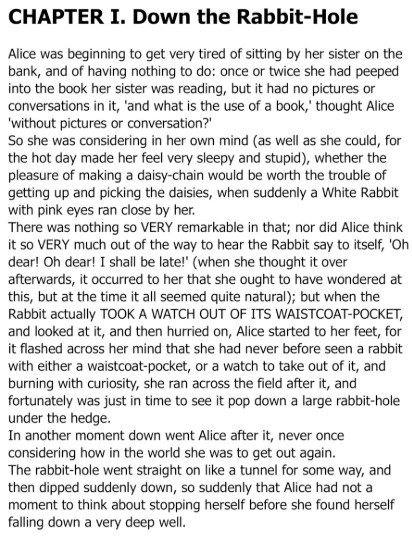 CHAPTER I. Down the Rabbit-Hole
Alice was beginning to get very tired of sitting by her sister on the
bank, and of having nothing to do: once or twice she had peeped
into the book her sister was reading, but it had no pictures or
conversations in it, 'and what is the use of a book,' thought Alice
'without pictures or conversation?'
So she was considering in her own mind (as well as she could, for
the hot day made her feel very sleepy and stupid), whether the
pleasure of making a daisy-chain would be worth the trouble of
getting up and picking the daisies, when suddenly a White Rabbit
with pink eyes ran close by her.
There was nothing so VERY remarkable in that; nor did Alice think
it so VERY much out of the way to hear the Rabbit say to itself, 'Oh
dear! Oh dear! I shall be late!' (when she thought it over
afterwards, it occurred to her that she ought to have wondered at
this, but at the time it all seemed quite natural); but when the
Rabbit actually TOOK A WATCH OUT OF ITS WAISTCOAT-POCKET,
and looked at it, and then hurried on, Alice started to her feet, for
it flashed across her mind that she had never before seen a rabbit
with either a waistcoat-pocket, or a watch to take out of it, and
burning with curiosity, she ran across the field after it, and
fortunately was just in time to see it pop down a large rabbit-hole
under the hedge.
In another moment down went Alice after it, never once
considering how in the world she was to get out again.
The rabbit-hole went straight on like a tunnel for some way, and
then dipped suddenly down, so suddenly that Alice had not a
moment to think about stopping herself before she found herself
falling down a very deep well.